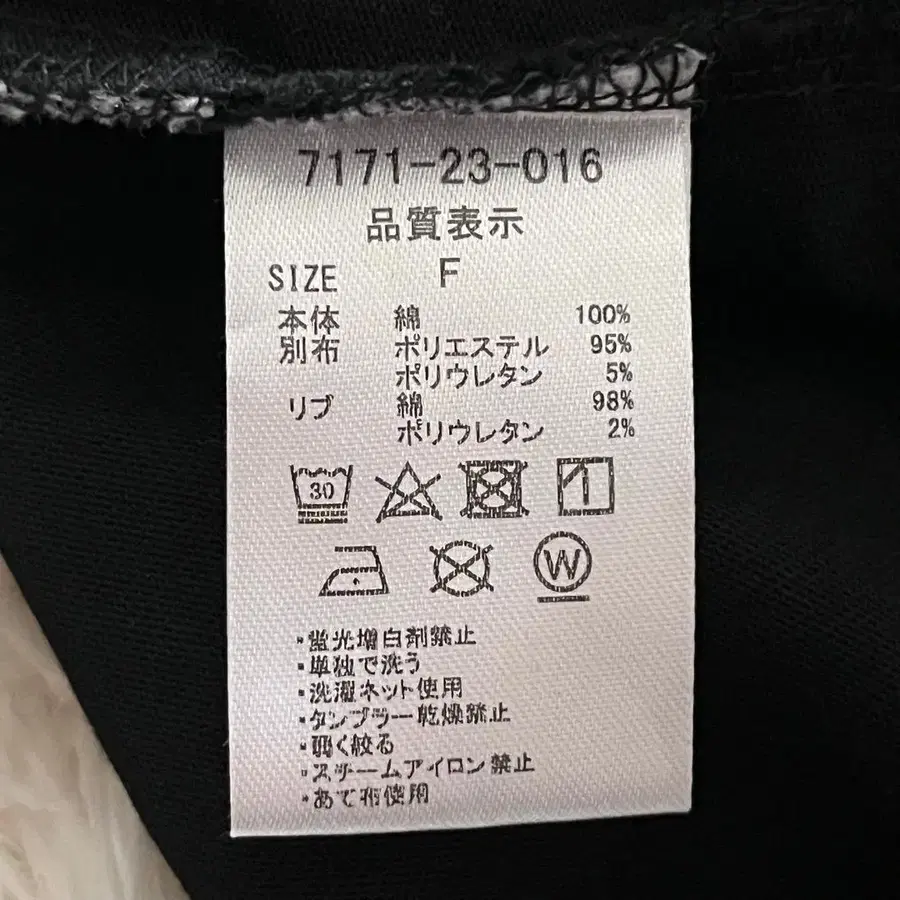 7171-23-016
品質表示
SIZE F
本体 綿 100%
別布 ポリエステル 95%
ポリウレタン 5%
リブ 綿 98%
ポリウレタン 2%
30
W
・蛍光増白剤禁止
・単独で洗う
・洗濯ネット使用
・タンブラー乾燥禁止
・弱く絞る
・スチームアイロン禁止
・あて布使用